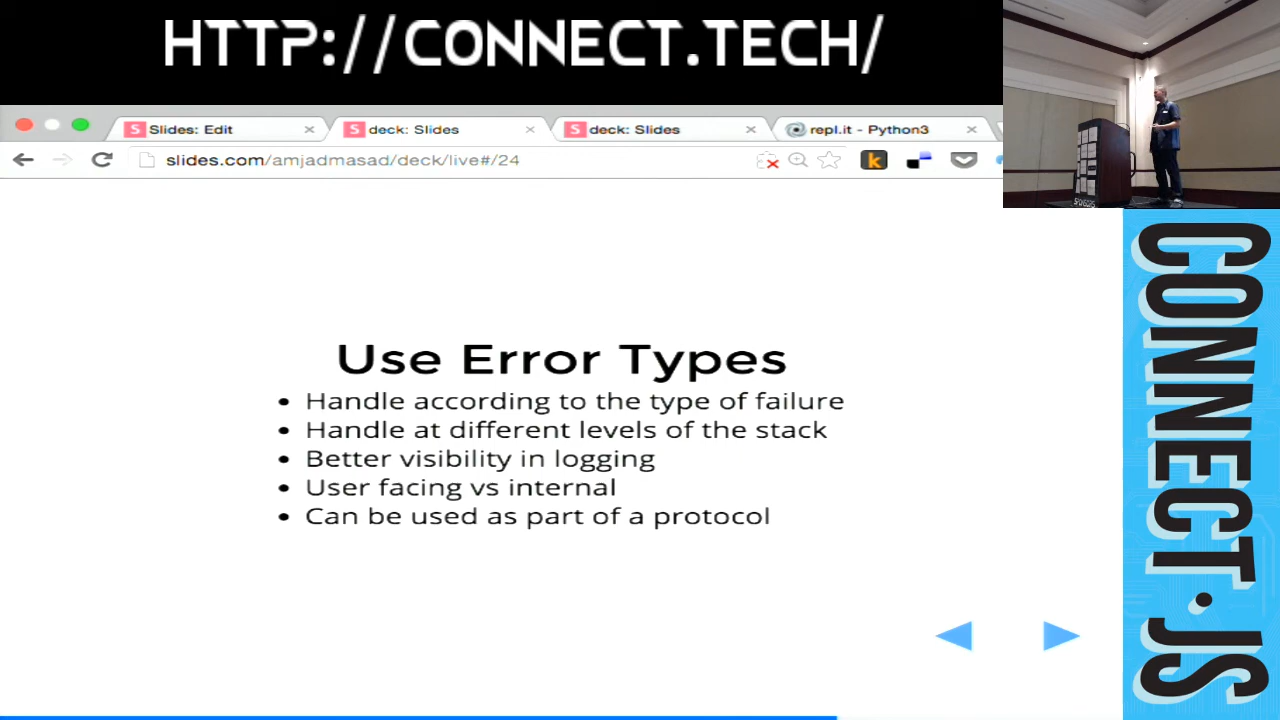 HTTP://CONNECT.TECH/
Slides: Edit
deck: Slides
deck: Slides
repl.it - Python3
slides.com/amjadmasad/deck/live#/24
k
Use Error Types
• Handle according to the type of failure
• Handle at different levels of the stack
• Better visibility in logging
• User facing vs internal
• Can be used as part of a protocol
CONNECT.JS
SPONSORS